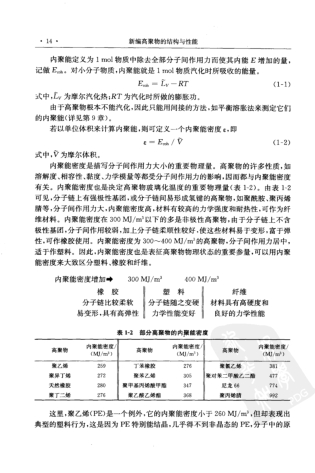 • 14 •
新编高聚物的结构与性能
内聚能定义为 1 mol 物质中除去全部分子间作用力而使其内能 E 增加的量,
记做 E_coh。对小分子物质,内聚能就是 1 mol 物质汽化时所吸收的能量。
E_coh = L_V − RT (1-1)
式中,L_V 为摩尔汽化热;RT 为汽化时所做的膨胀功。
由于高聚物根本不能汽化,因此只能用间接的方法,如平衡溶胀法来测定它们
的内聚能(详见第 9 章)。
若以单位体积来计算内聚能,则可定义一个内聚能密度 ε,即
ε = E_coh / Ṽ (1-2)
式中,Ṽ 为摩尔体积。
内聚能密度是描写分子间作用力大小的重要物理量。高聚物的许多性质,如
溶解度、相容性、黏度、力学模量等都受分子间作用力的影响,因而都与内聚能密度
有关。内聚能密度也是决定高聚物玻璃化温度的重要物理量(表 1-2)。由表 1-2
可见,分子链上有强极性基团,或分子链间易形成氢键的高聚物,如聚酰胺、聚丙烯
腈等,分子间作用力大,内聚能密度高,材料有较高的力学强度和耐热性,可作为纤
维材料。内聚能密度在 300 MJ/m³以下的多是非极性高聚物,由于分子链上不含
极性基团,分子间作用较弱,加上分子链柔顺性较好,使这些材料易于变形,富于弹
性,可作橡胶使用。内聚能密度为 300~400 MJ/m³的高聚物,分子间作用力居中,
适于作塑料。因此,内聚能密度也是表征高聚物物理状态的重要参量,可以用内聚
能密度来大致区分塑料、橡胶和纤维。
内聚能密度增加➡ 300 MJ/m³ 400 MJ/m³
橡 胶 塑 料 纤维
分子链比较柔软 分子链随之变硬 材料具有高硬度和
易变形,具有高弹性 力学性能变好 良好的力学性能
表 1-2 部分高聚物的内聚能密度
高聚物 内聚能密度/(MJ/m³) 高聚物 内聚能密度/(MJ/m³) 高聚物 内聚能密度/(MJ/m³)
聚乙烯 259 丁苯橡胶 276 聚氯乙烯 381
聚异丁烯 272 聚苯乙烯 305 聚对苯二甲酸乙二酯 477
天然橡胶 280 聚甲基丙烯酸甲酯 347 尼龙 66 774
聚丁二烯 276 聚乙酸乙烯酯 368 聚丙烯腈 992
这里,聚乙烯(PE)是一个例外,它的内聚能密小于 260 MJ/m³,但却表现出
典型的塑料行为,这是因为 PE 特别能结晶,几乎得不到非晶态的 PE,分子中的原